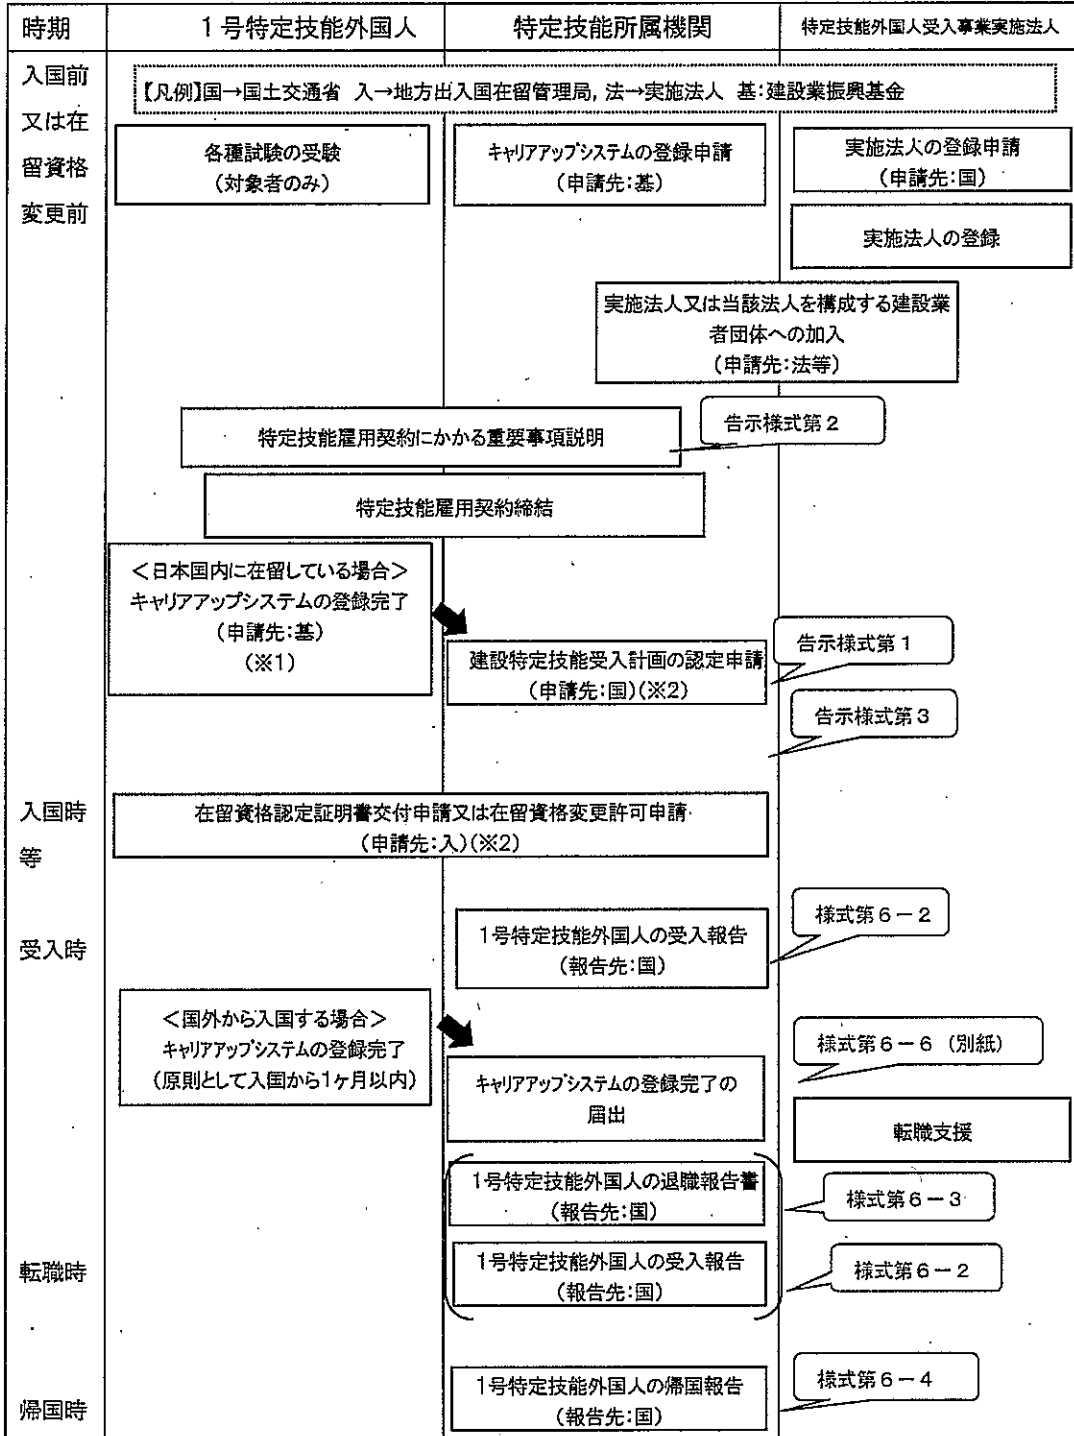 時期
1号特定技能外国人
特定技能所属機関
特定技能外国人受入事業実施法人
入国前
又は在
留資格
変更前
【凡例】国→国土交通省 入→地方出入国在留管理局, 法→実施法人 基:建設業振興基金
各種試験の受験
(対象者のみ)
キャリアアップシステムの登録申請
(申請先:基)
実施法人の登録申請
(申請先:国)
実施法人の登録
実施法人又は当該法人を構成する建設業
者団体への加入
(申請先:法等)
特定技能雇用契約にかかる重要事項説明
告示様式第2
特定技能雇用契約締結
<日本国内に在留している場合>
キャリアアップシステムの登録完了
(申請先:基)
(※1)
建設特定技能受入計画の認定申請
(申請先:国)(※2)
告示様式第1
告示様式第3
入国時
等
在留資格認定証明書交付申請又は在留資格変更許可申請
(申請先:入)(※2)
受入時
1号特定技能外国人の受入報告
(報告先:国)
様式第6-2
<国外から入国する場合>
キャリアアップシステムの登録完了
(原則として入国から1ヶ月以内)
キャリアアップシステムの登録完了の
届出
様式第6-6 (別紙)
転職支援
1号特定技能外国人の退職報告書
(報告先:国)
様式第6-3
転職時
1号特定技能外国人の受入報告
(報告先:国)
様式第6-2
帰国時
1号特定技能外国人の帰国報告
(報告先:国)
様式第6-4